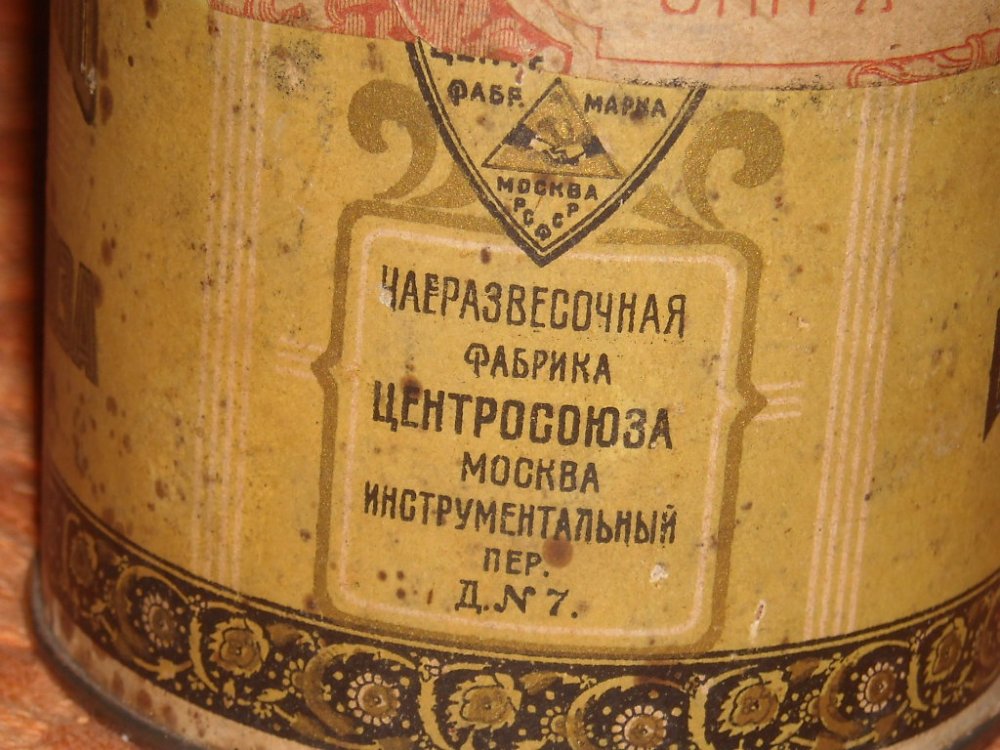 ФАБР. МАРКА
МОСКВА
РСФСР
ЧАЕРАЗВЕСОЧНАЯ
ФАБРИКА
ЦЕНТРОСОЮЗА
МОСКВА
ИНСТРУМЕНТАЛЬНЫЙ
ПЕР.
Д. № 7.